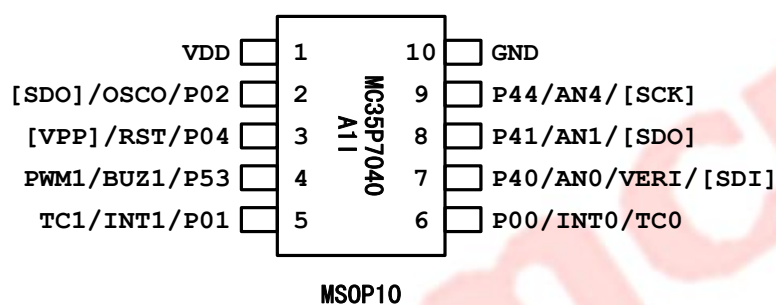 VDD 1 10 GND
[SDO]/OSCO/P02 2 9 P44/AN4/[SCK]
[VPP]/RST/P04 3 8 P41/AN1/[SDO]
PWM1/BUZ1/P53 4 7 P40/AN0/VERI/[SDI]
TC1/INT1/P01 5 6 P00/INT0/TC0
MC35P7040
A1I
MSOP10